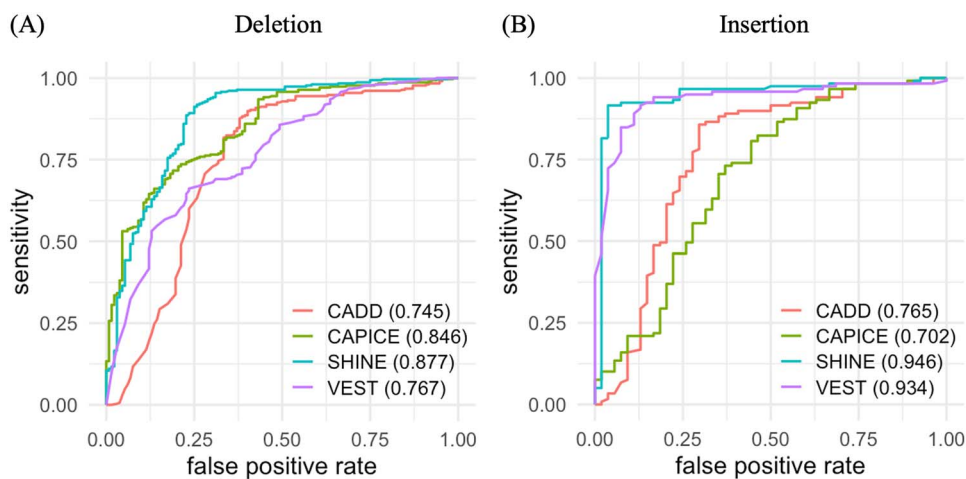 (A) Deletion
1.00
0.75
0.50
0.25
0.00
sensitivity
CADD (0.745)
CAPICE (0.846)
SHINE (0.877)
VEST (0.767)
0.00 0.25 0.50 0.75 1.00
false positive rate
(B) Insertion
1.00
0.75
0.50
0.25
0.00
sensitivity
CADD (0.765)
CAPICE (0.702)
SHINE (0.946)
VEST (0.934)
0.00 0.25 0.50 0.75 1.00
false positive rate